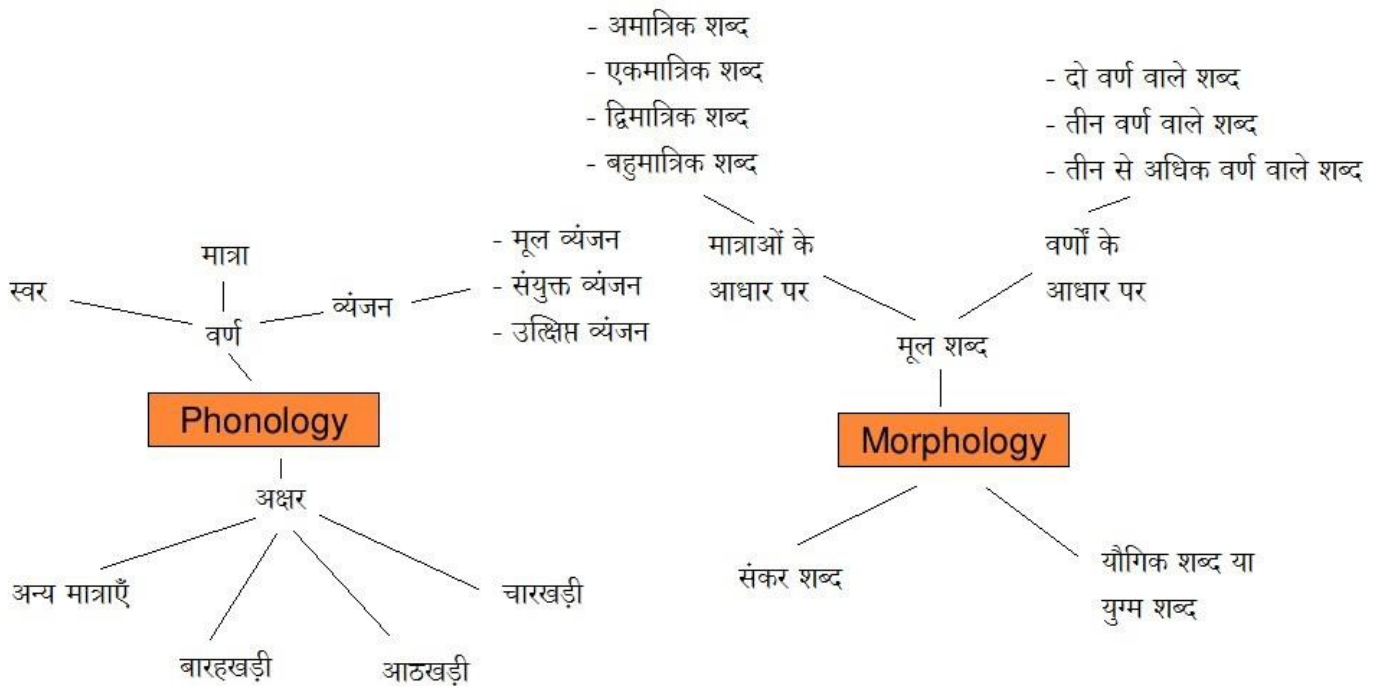 - अमात्रिक शब्द
- एकमात्रिक शब्द
- द्विमात्रिक शब्द
- बहुमात्रिक शब्द
- दो वर्ण वाले शब्द
- तीन वर्ण वाले शब्द
- तीन से अधिक वर्ण वाले शब्द
मात्राओं के
आधार पर
वर्णों के
आधार पर
मूल शब्द
Morphology
संकर शब्द
यौगिक शब्द या
युग्म शब्द
स्वर
मात्रा
वर्ण
व्यंजन
- मूल व्यंजन
- संयुक्त व्यंजन
- उत्क्षिप्त व्यंजन
Phonology
अक्षर
अन्य मात्राएँ
बारहखड़ी
आठखड़ी
चारखड़ी